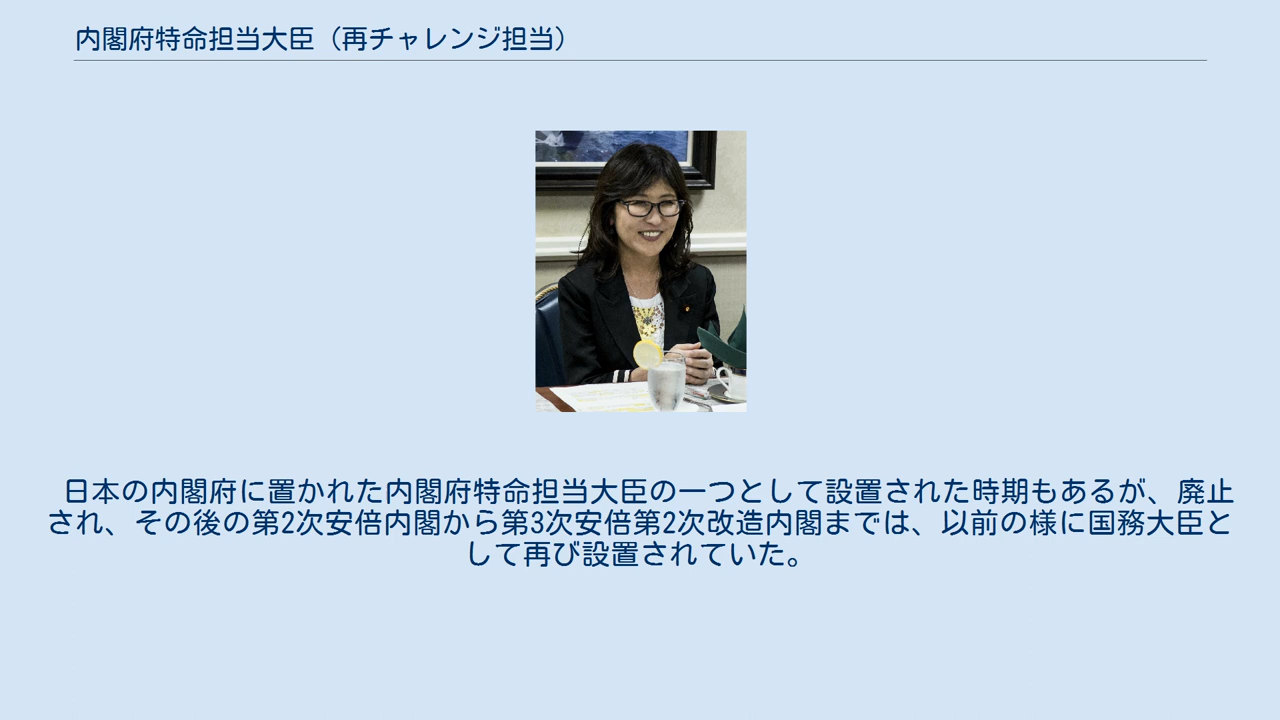 内閣府特命担当大臣（再チャレンジ担当）
日本の内閣府に置かれた内閣府特命担当大臣の一つとして設置された時期もあるが、廃止
され、その後の第2次安倍内閣から第3次安倍第2次改造内閣までは、以前の様に国務大臣と
して再び設置されていた。